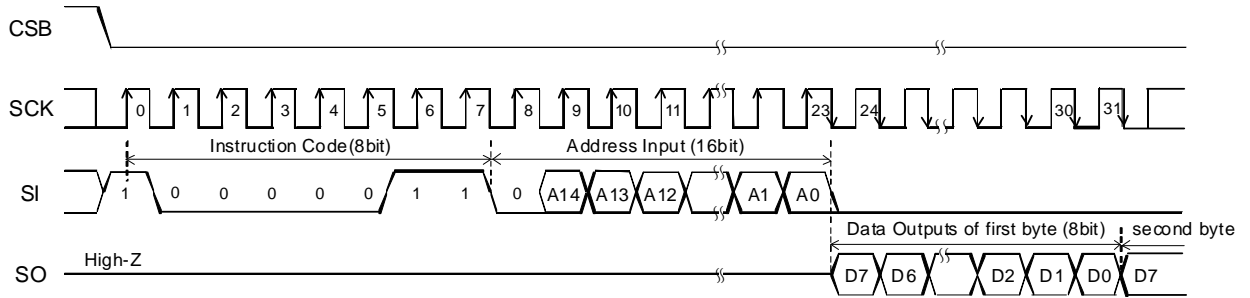 CSB
SCK 0 1 2 3 4 5 6 7 8 9 10 11 23 24 30 31
Instruction Code(8bit) Address Input (16bit)
SI 1 0 0 0 0 0 1 1 0 A14 A13 A12 A1 A0
Data Outputs of first byte (8bit) second byte
High-Z
SO D7 D6 D2 D1 D0 D7